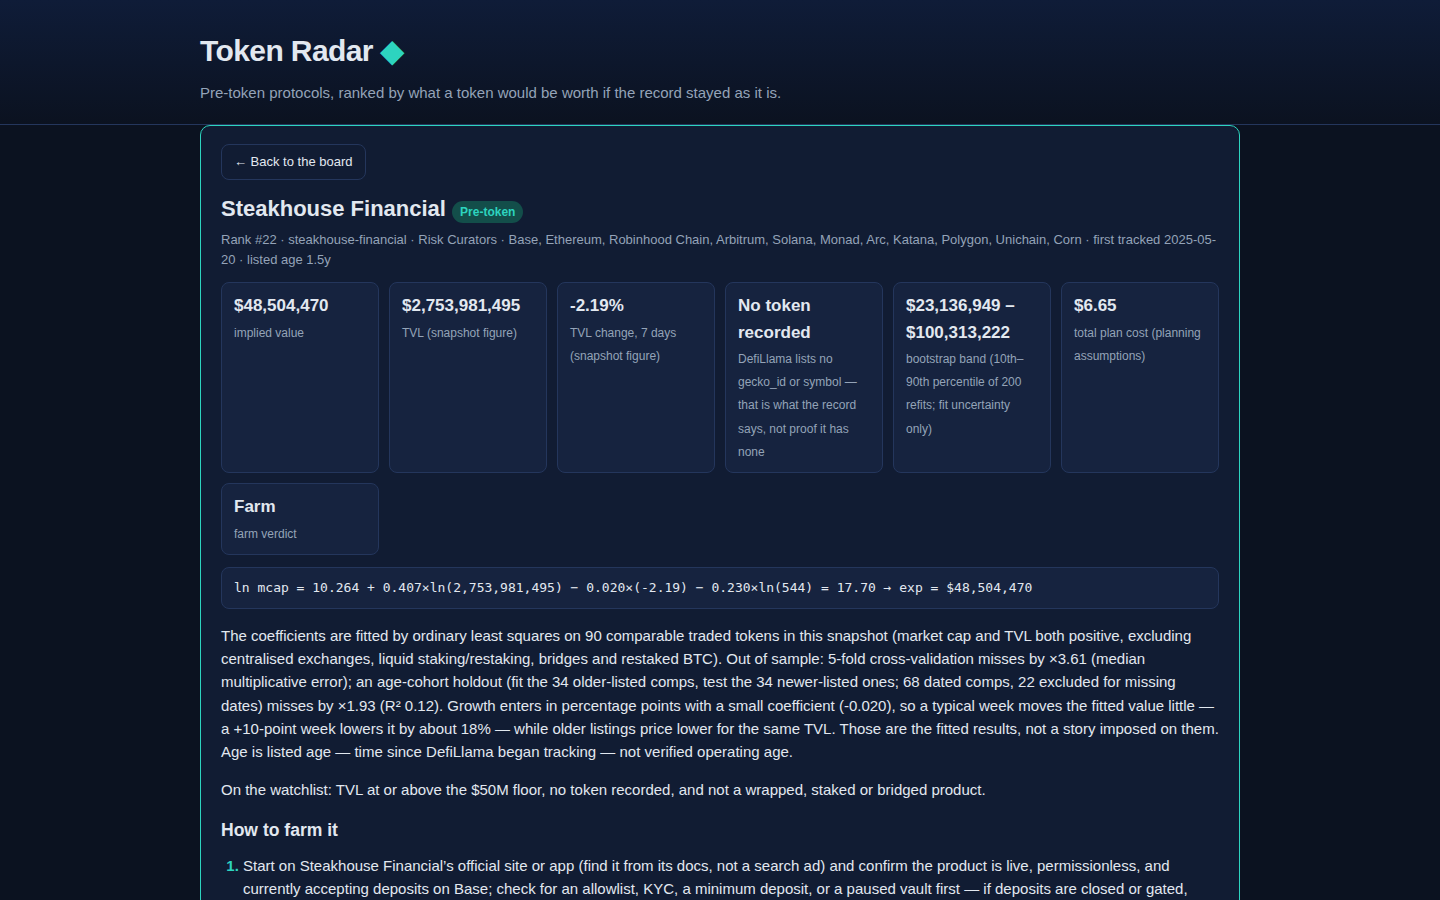 Token Radar
Pre-token protocols, ranked by what a token would be worth if the record stayed as it is.
← Back to the board
Steakhouse Financial Pre-token
Rank #22 · steakhouse-financial · Risk Curators · Base, Ethereum, Robinhood Chain, Arbitrum, Solana, Monad, Arc, Katana, Polygon, Unichain, Corn · first tracked 2025-05-
20 · listed age 1.5y
$48,504,470
implied value
$2,753,981,495
TVL (snapshot figure)
-2.19%
TVL change, 7 days
(snapshot figure)
No token
recorded
DefiLlama lists no
gecko_id or symbol —
that is what the record
says, not proof it has
none
$23,136,949 –
$100,313,222
bootstrap band (10th–
90th percentile of 200
refits; fit uncertainty
only)
$6.65
total plan cost (planning
assumptions)
Farm
farm verdict
ln mcap = 10.264 + 0.407×ln(2,753,981,495) − 0.020×(-2.19) − 0.230×ln(544) = 17.70 → exp = $48,504,470
The coefficients are fitted by ordinary least squares on 90 comparable traded tokens in this snapshot (market cap and TVL both positive, excluding
centralised exchanges, liquid staking/restaking, bridges and restaked BTC). Out of sample: 5-fold cross-validation misses by ×3.61 (median
multiplicative error); an age-cohort holdout (fit the 34 older-listed comps, test the 34 newer-listed ones; 68 dated comps, 22 excluded for missing
dates) misses by ×1.93 (R² 0.12). Growth enters in percentage points with a small coefficient (-0.020), so a typical week moves the fitted value little —
a +10-point week lowers it by about 18% — while older listings price lower for the same TVL. Those are the fitted results, not a story imposed on them.
Age is listed age — time since DefiLlama began tracking — not verified operating age.
On the watchlist: TVL at or above the $50M floor, no token recorded, and not a wrapped, staked or bridged product.
How to farm it
1. Start on Steakhouse Financial's official site or app (find it from its docs, not a search ad) and confirm the product is live, permissionless, and
currently accepting deposits on Base; check for an allowlist, KYC, a minimum deposit, or a paused vault first — if deposits are closed or gated,